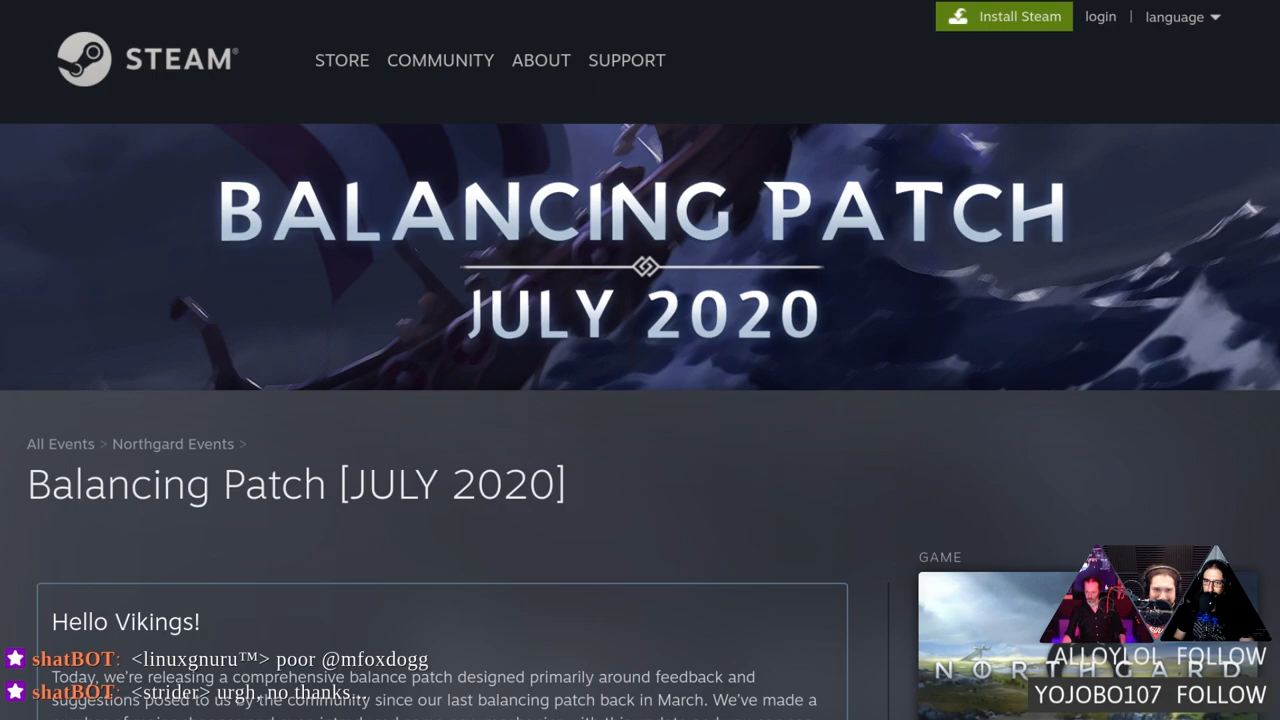 Install Steam login | language
STEAM®
STORE COMMUNITY ABOUT SUPPORT
BALANCING PATCH
JULY 2020
All Events > Northgard Events >
Balancing Patch [JULY 2020]
GAME
Hello Vikings!
shatBOT: <linuxgnuru™> poor @mfoxdogg
Today, we're releasing a comprehensive balance patch designed primarily around feedback and
shatBOT: <strider> urgh, no thanks...
suggestions posed to us by the community since our last balancing patch back in March. We've made a
NORTHGARD
ALLOYLOL FOLLOW
YOJOBO107 FOLLOW